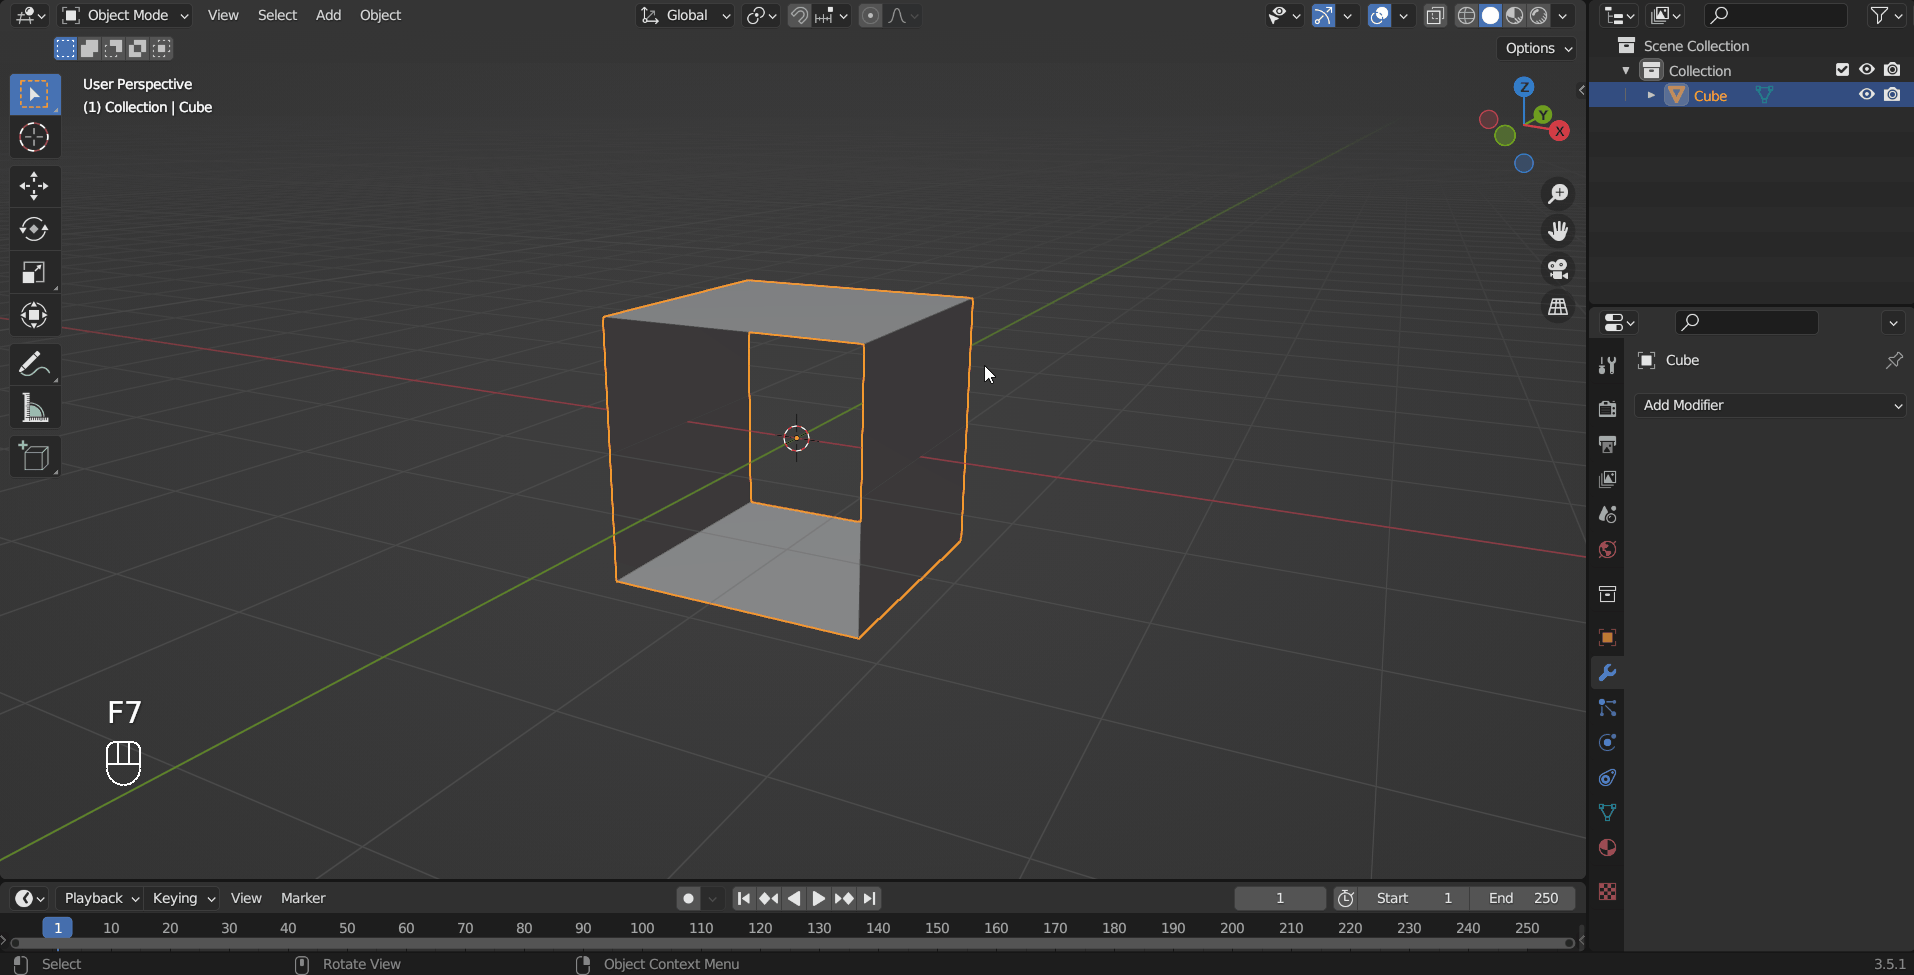 Object Mode View Select Add Object Global
Options
User Perspective
(1) Collection | Cube
Z
Y
X
Scene Collection
Collection
Cube
Cube
Add Modifier
F7
Playback Keying View Marker 1 Start 1 End 250
1 10 20 30 40 50 60 70 80 90 100 110 120 130 140 150 160 170 180 190 200 210 220 230 240 250
Select Rotate View Object Context Menu 3.5.1